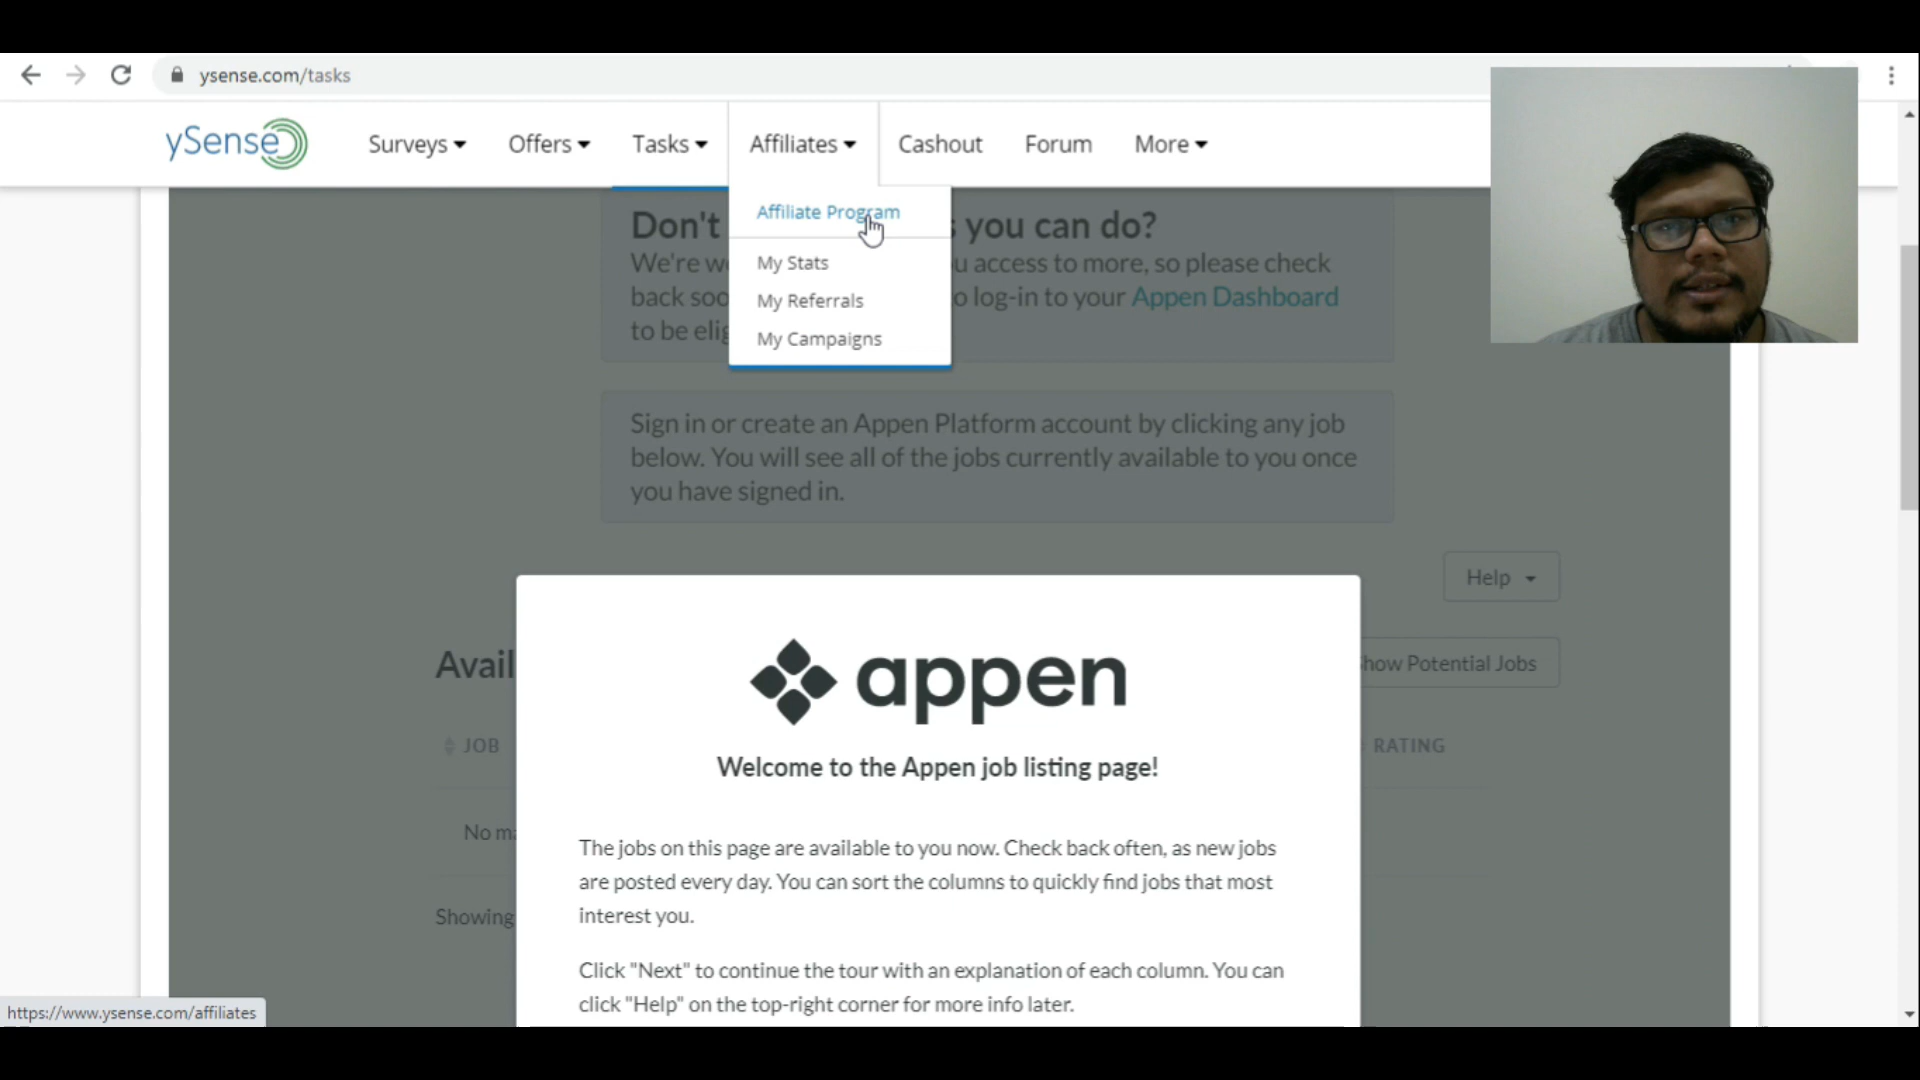 ysense.com/tasks
ySense
Surveys
Offers
Tasks
Affiliates
Cashout
Forum
More
Affiliate Program
My Stats
My Referrals
My Campaigns
Don't you can do?
We're access to more, so please check
back log-in to your Appen Dashboard
to be
Sign in or create an Appen Platform account by clicking any job
below. You will see all of the jobs currently available to you once
you have signed in.
Help
Potential Jobs
JOB
RATING
No
Showing
appen
Welcome to the Appen job listing page!
The jobs on this page are available to you now. Check back often, as new jobs
are posted every day. You can sort the columns to quickly find jobs that most
interest you.
Click "Next" to continue the tour with an explanation of each column. You can
click "Help" on the top-right corner for more info later.
https://www.ysense.com/affiliates